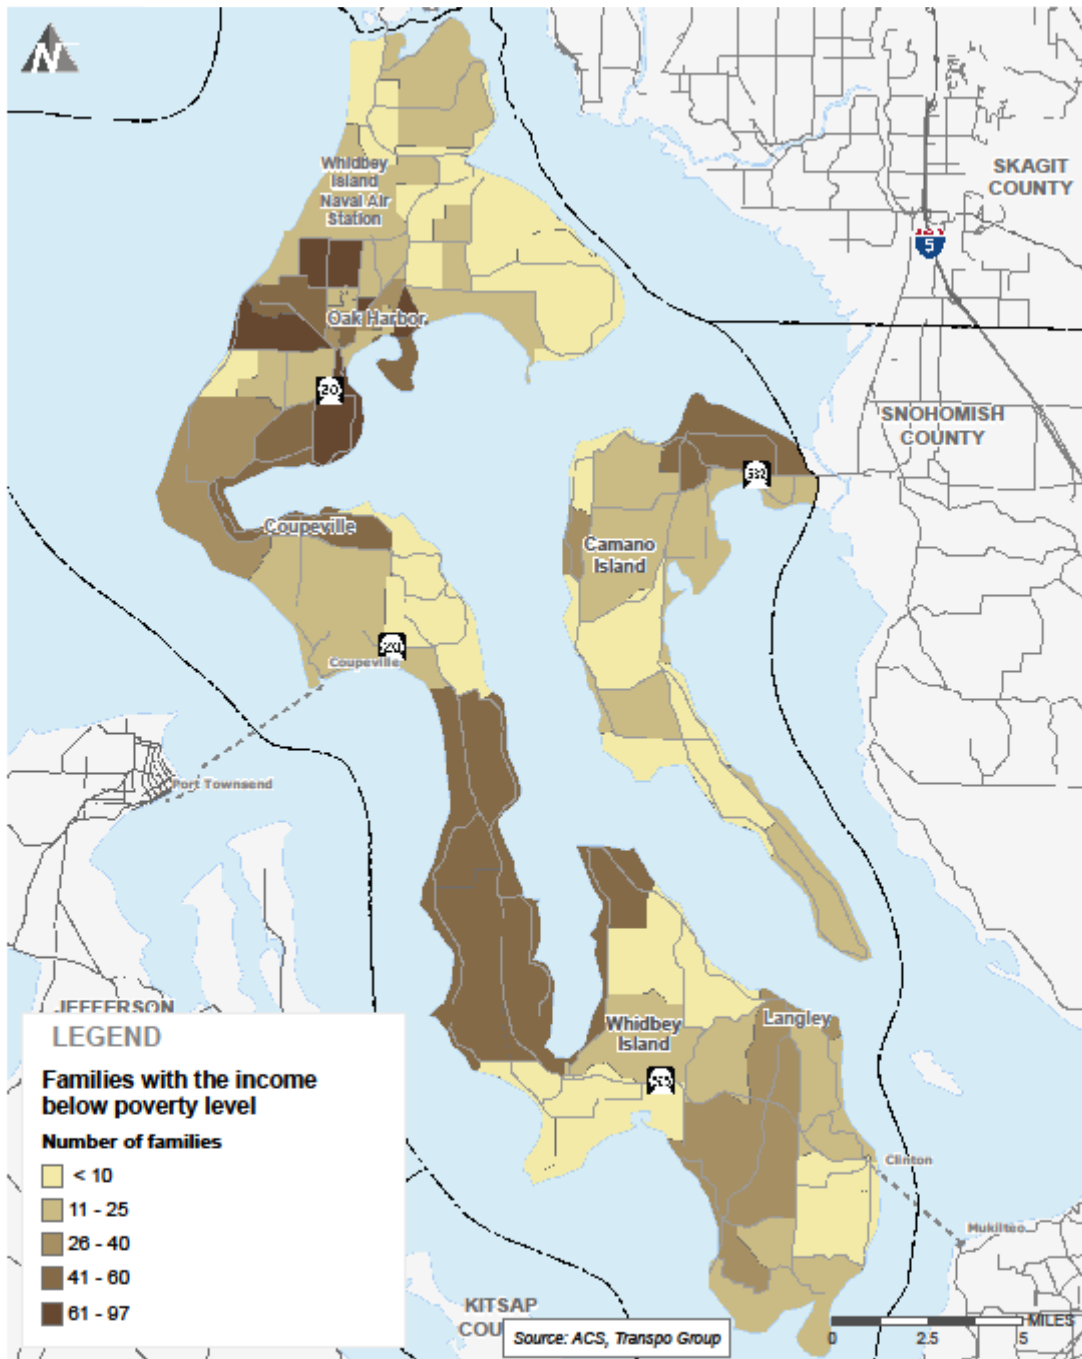 N
Whidbey
Island
Naval Air
Station
SKAGIT
COUNTY
5
Oak Harbor
20
SNOHOMISH
COUNTY
532
Coupeville
Camano
Island
Coupeville
Port Townsend
JEFFERSON
Whidbey
Island
Langley
525
Clinton
Mukilteo
LEGEND
Families with the income
below poverty level
Number of families
< 10
11 - 25
26 - 40
41 - 60
61 - 97
KITSAP
Source: ACS, Transpo Group
MILES
0 2.5 5